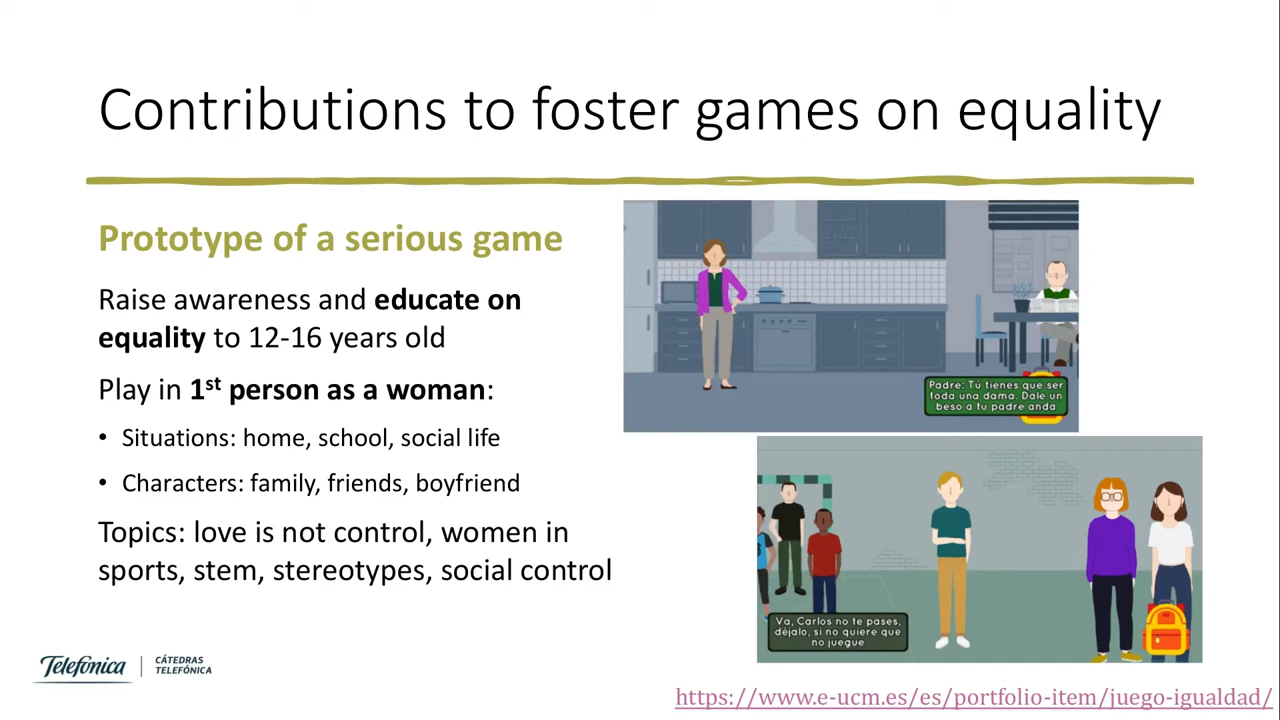 Contributions to foster games on equality
Prototype of a serious game
Raise awareness and educate on
equality to 12-16 years old
Play in 1st person as a woman:
• Situations: home, school, social life
• Characters: family, friends, boyfriend
Topics: love is not control, women in
sports, stem, stereotypes, social control
Padre: Tú tienes que ser
toda una dama. Dale un
beso a tu padre anda
Va, Carlos no te pases,
déjalo, si no quiere que
no juegue
Telefónica
CÁTEDRAS
TELEFÓNICA
https://www.e-ucm.es/es/portfolio-item/juego-igualdad/